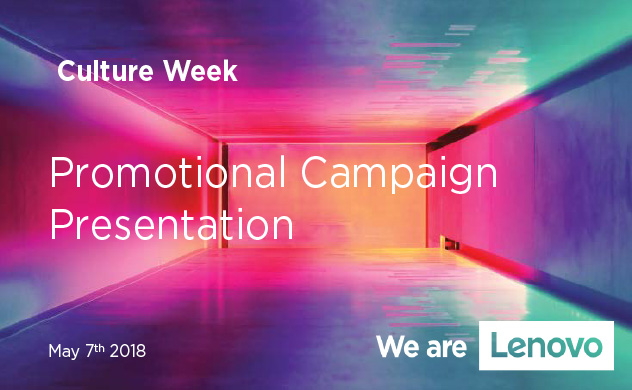 Culture Week
Promotional Campaign
Presentation
May 7th 2018
We are Lenovo